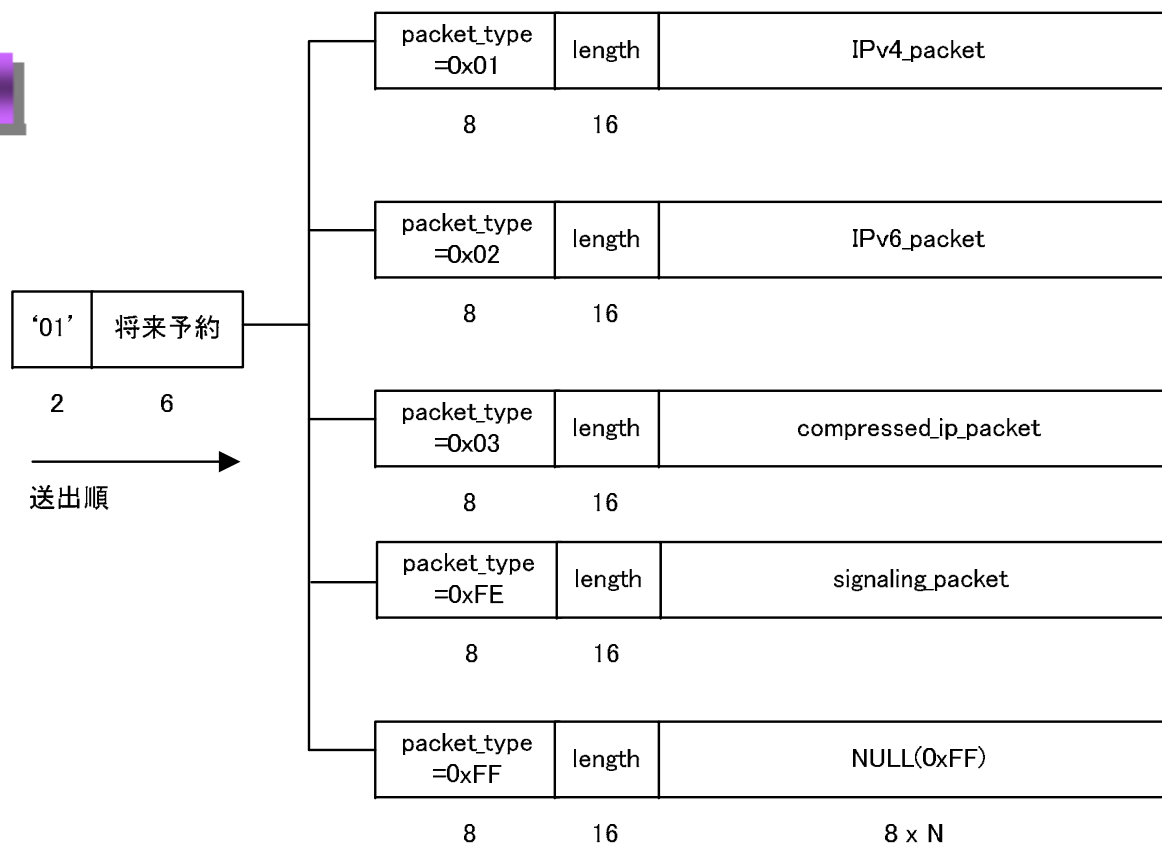 packet_type
=0x01
length
IPv4_packet
8
16
packet_type
=0x02
length
IPv6_packet
8
16
‘01’
将来予約
2
6
送出順
packet_type
=0x03
length
compressed_ip_packet
8
16
packet_type
=0xFE
length
signaling_packet
8
16
packet_type
=0xFF
length
NULL(0xFF)
8
16
8 x N